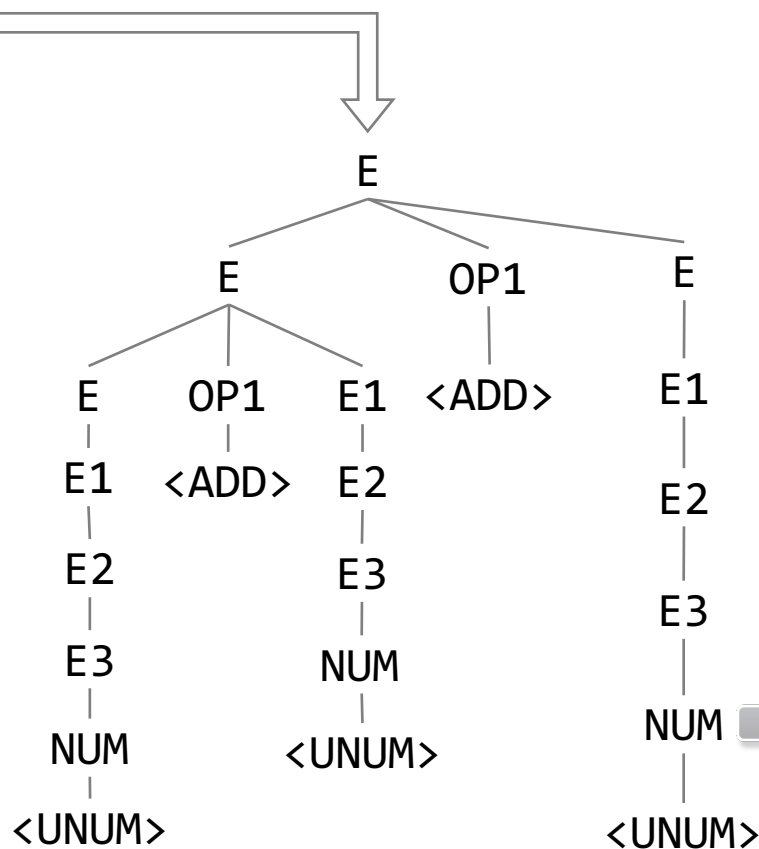 E
E OP1 E
E OP1 E1 <ADD> E1
E1 <ADD> E2
E2
E2 E3
E3
E3 NUM
NUM
NUM <UNUM>
<UNUM> <UNUM>